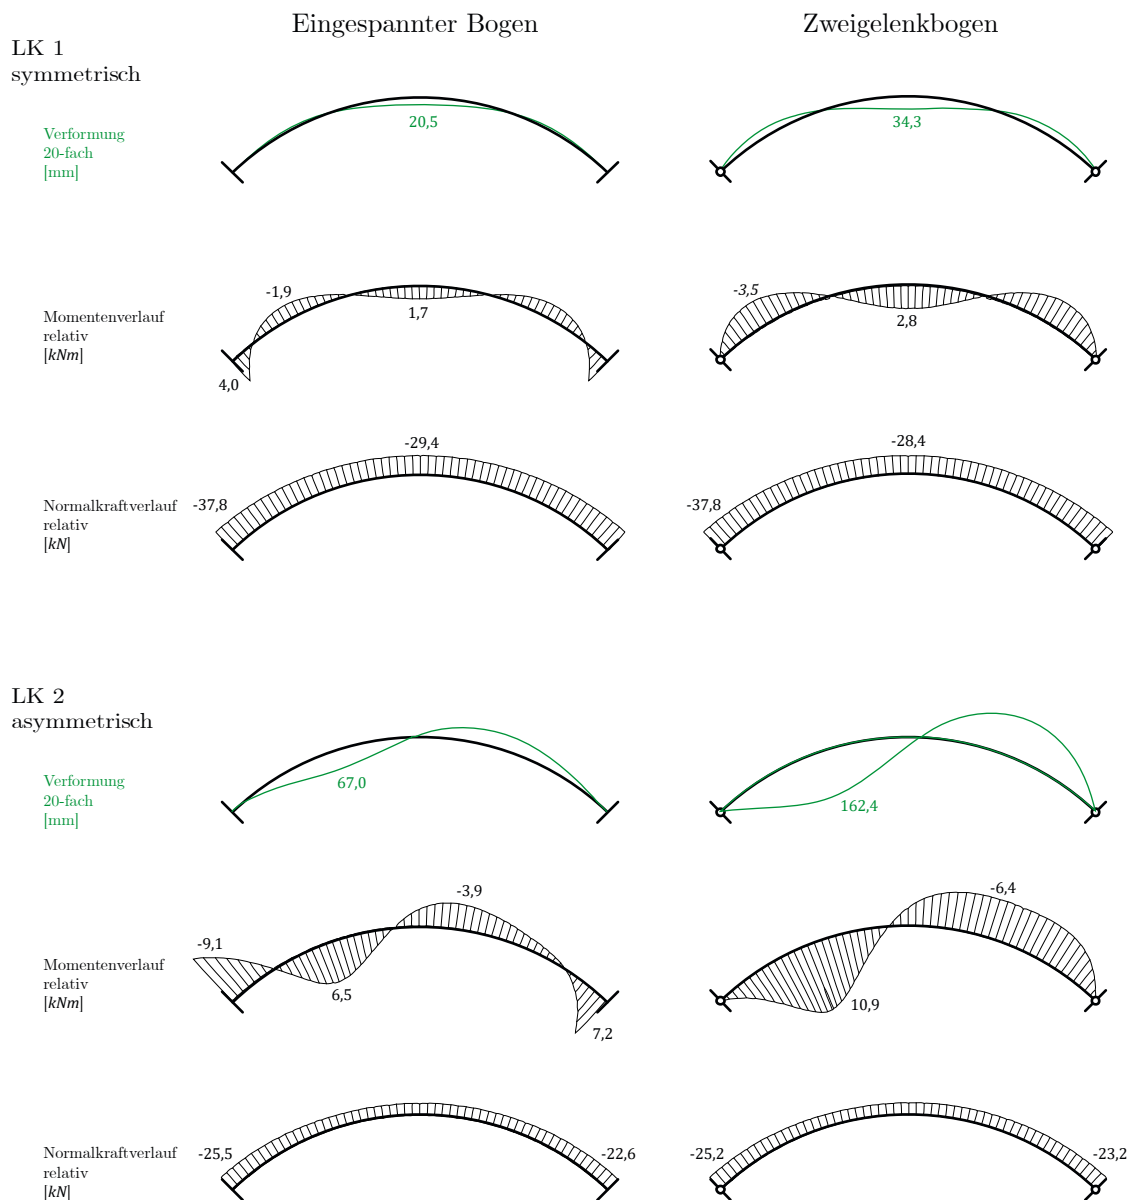 Eingespannter Bogen
Zweigelenkbogen
LK 1
symmetrisch
Verformung
20-fach
[mm]
20,5
34,3
Momentenverlauf
relativ
[kNm]
-1,9
1,7
4,0
-3,5
2,8
Normalkraftverlauf
relativ
[kN]
-37,8
-29,4
-37,8
-28,4
LK 2
asymmetrisch
Verformung
20-fach
[mm]
67,0
162,4
Momentenverlauf
relativ
[kNm]
-9,1
6,5
-3,9
7,2
10,9
-6,4
Normalkraftverlauf
relativ
[kN]
-25,5
-22,6
-25,2
-23,2